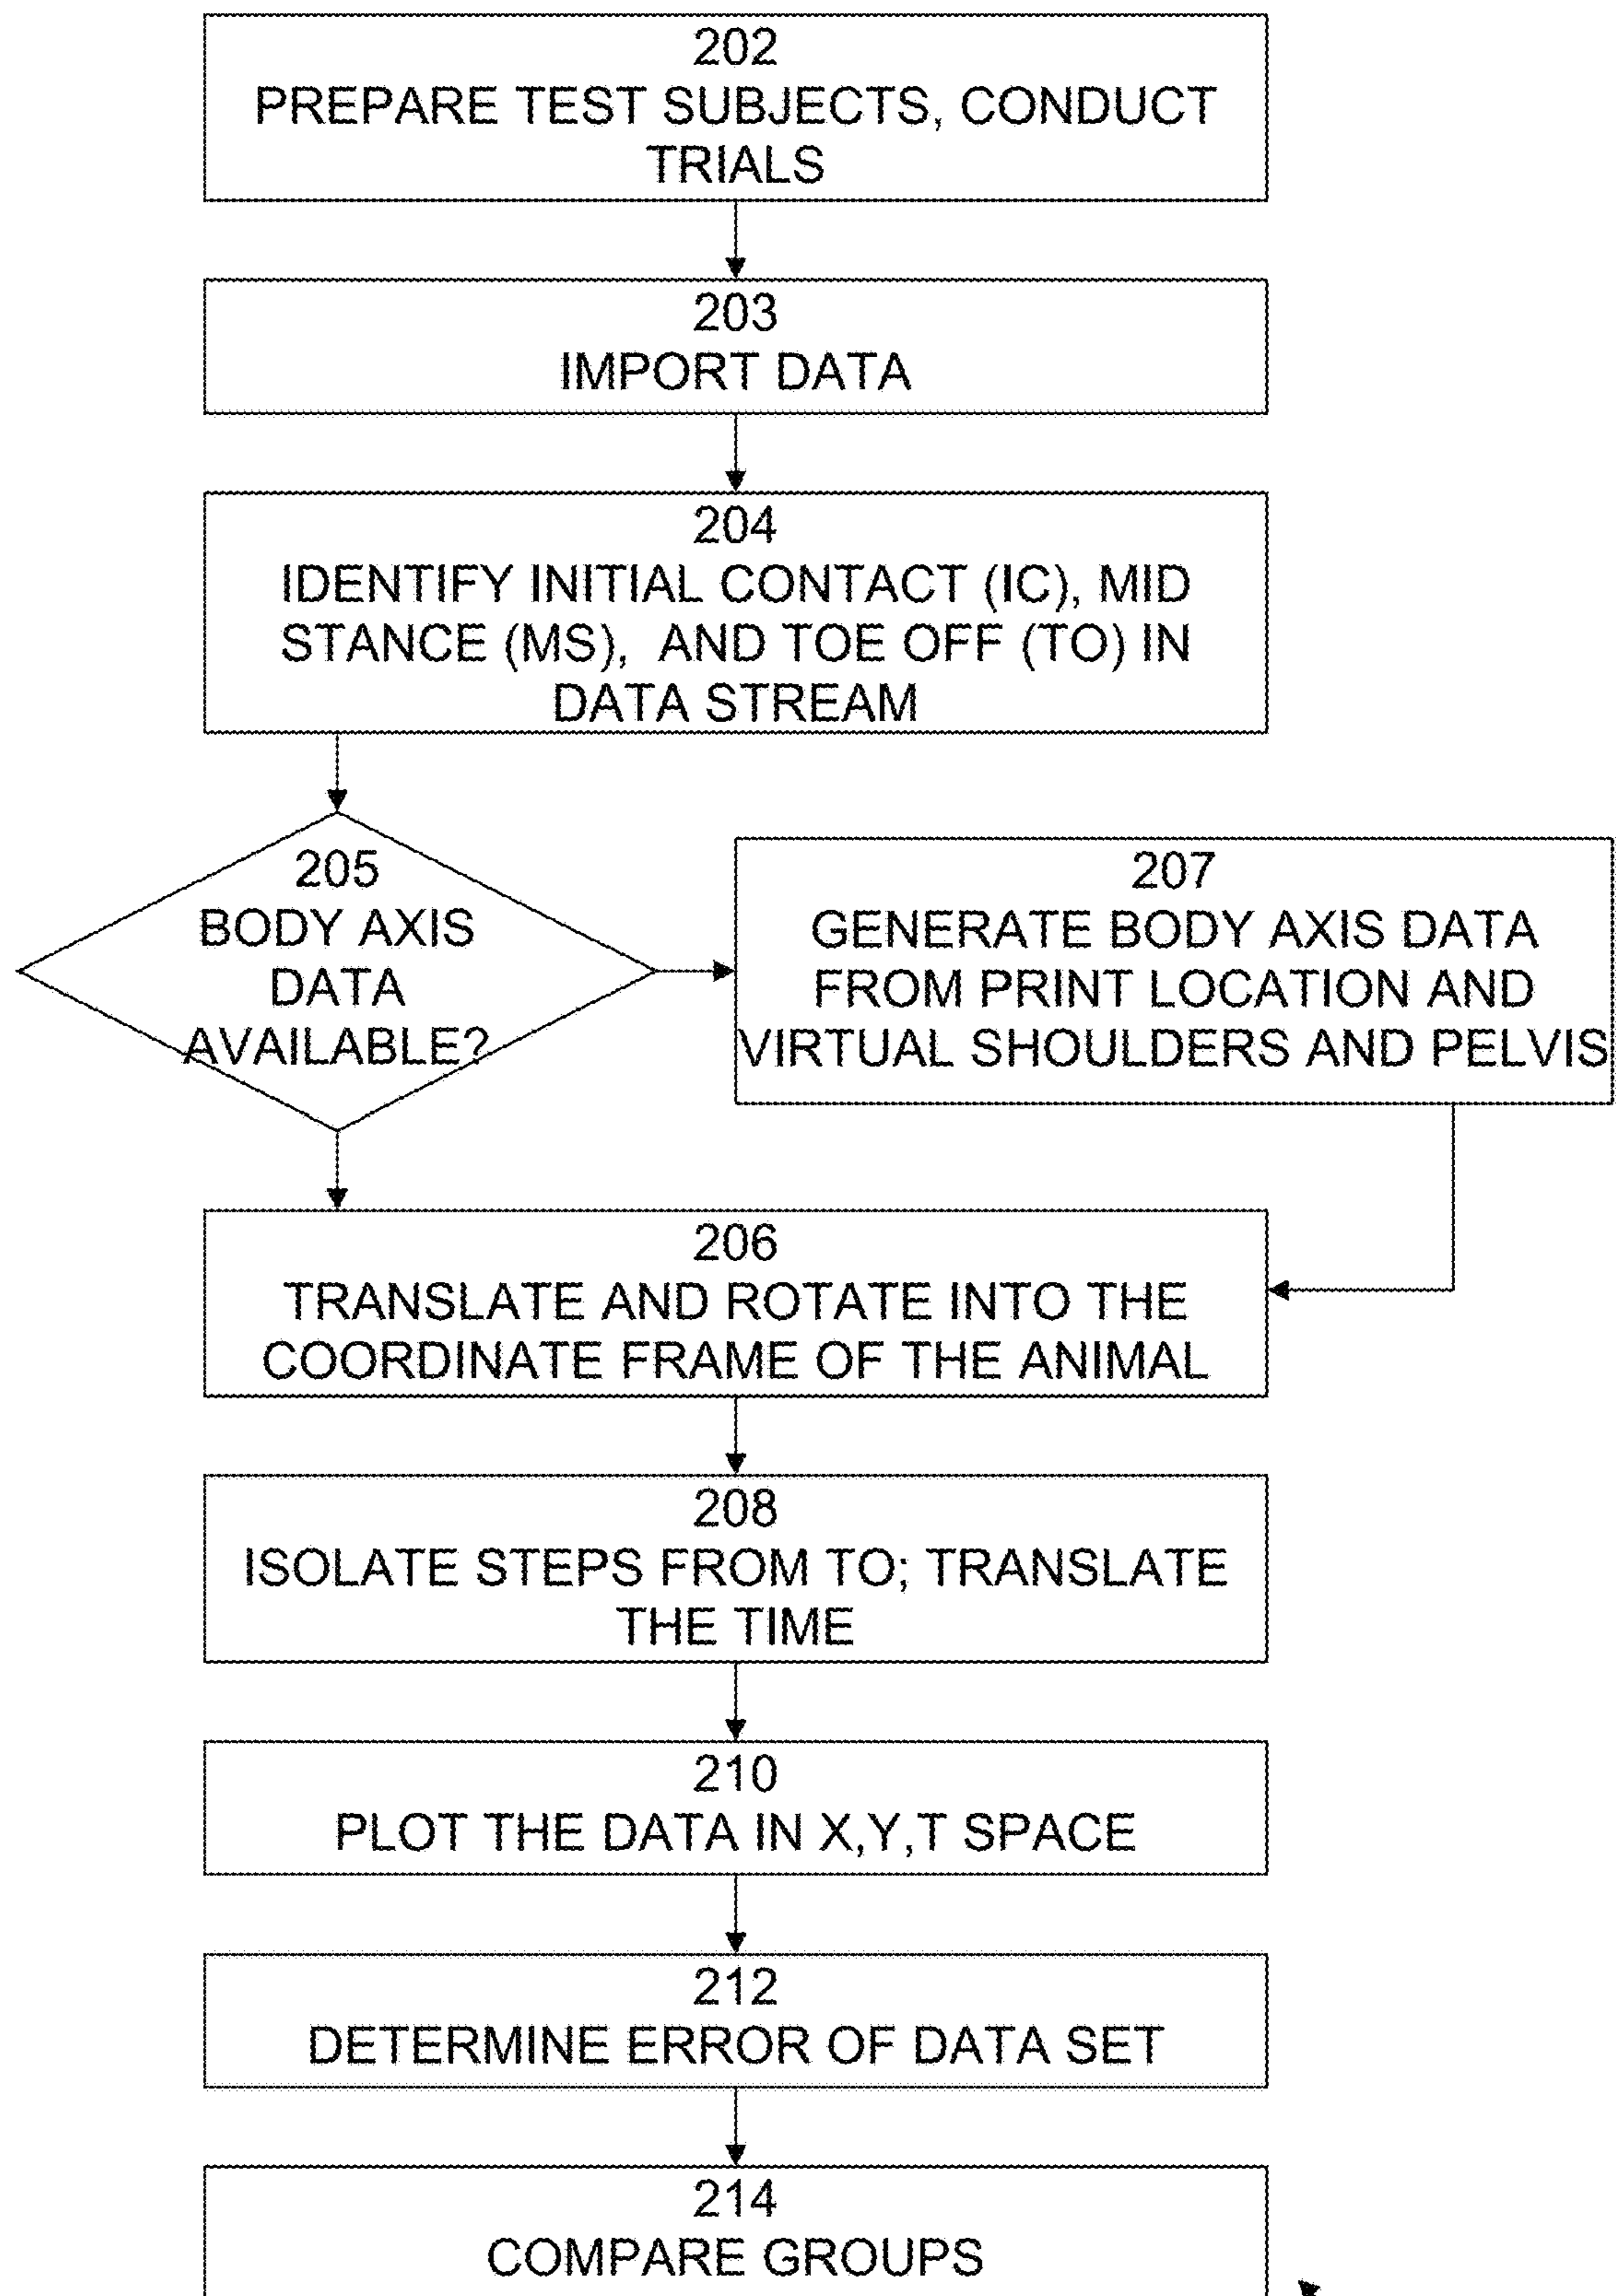 202
PREPARE TEST SUBJECTS, CONDUCT
TRIALS
203
IMPORT DATA
204
IDENTIFY INITIAL CONTACT (IC), MID
STANCE (MS), AND TOE OFF (TO) IN
DATA STREAM
205
BODY AXIS
DATA
AVAILABLE?
207
GENERATE BODY AXIS DATA
FROM PRINT LOCATION AND
VIRTUAL SHOULDERS AND PELVIS
206
TRANSLATE AND ROTATE INTO THE
COORDINATE FRAME OF THE ANIMAL
208
ISOLATE STEPS FROM TO; TRANSLATE
THE TIME
210
PLOT THE DATA IN X,Y,T SPACE
212
DETERMINE ERROR OF DATA SET
214
COMPARE GROUPS